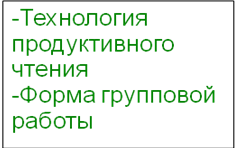 -Технология
продуктивного
чтения
-Форма групповой
работы